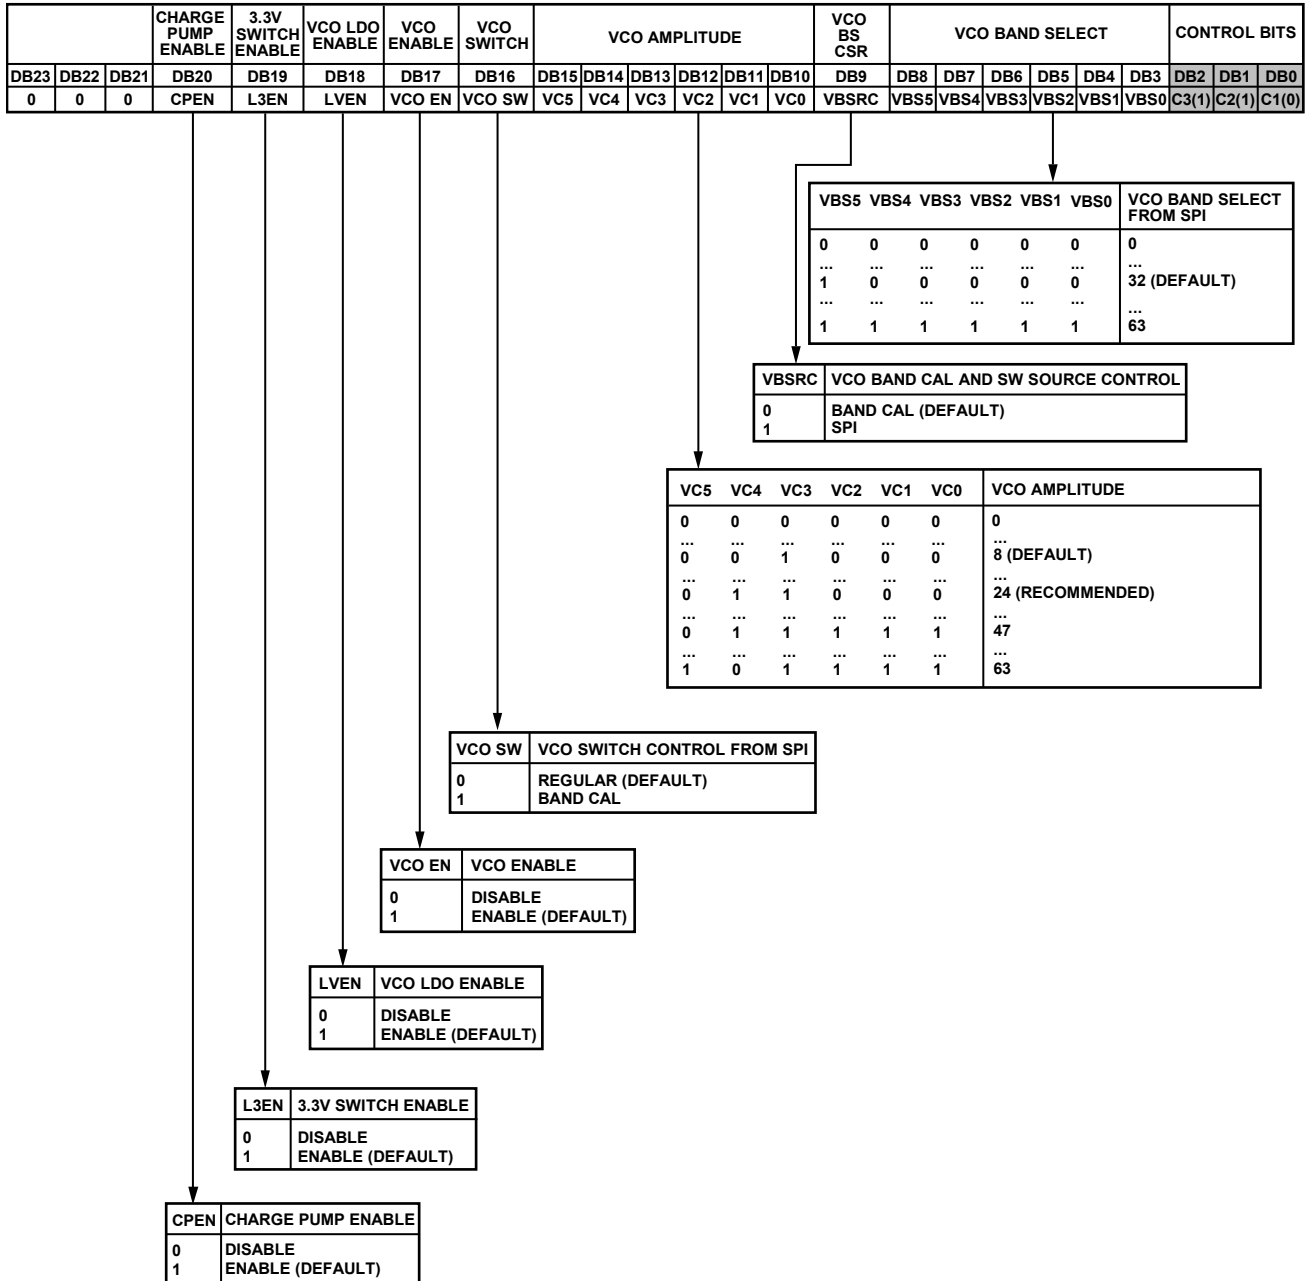 CHARGE PUMP ENABLE 3.3V SWITCH ENABLE VCO LDO ENABLE VCO ENABLE VCO SWITCH VCO AMPLITUDE VCO BS CSR VCO BAND SELECT CONTROL BITS
DB23 DB22 DB21 DB20 DB19 DB18 DB17 DB16 DB15 DB14 DB13 DB12 DB11 DB10 DB9 DB8 DB7 DB6 DB5 DB4 DB3 DB2 DB1 DB0
0 0 0 CPEN L3EN LVEN VCO EN VCO SW VC5 VC4 VC3 VC2 VC1 VC0 VBSRC VBS5 VBS4 VBS3 VBS2 VBS1 VBS0 C3(1) C2(1) C1(0)
VBS5 VBS4 VBS3 VBS2 VBS1 VBS0 VCO BAND SELECT FROM SPI
0 0 0 0 0 0 0
... ... ... ... ... ... ...
1 0 0 0 0 0 32 (DEFAULT)
... ... ... ... ... ... ...
1 1 1 1 1 1 63
VBSRC VCO BAND CAL AND SW SOURCE CONTROL
0 BAND CAL (DEFAULT)
1 SPI
VC5 VC4 VC3 VC2 VC1 VC0 VCO AMPLITUDE
0 0 0 0 0 0 0
... ... ... ... ... ... ...
0 0 1 0 0 0 8 (DEFAULT)
... ... ... ... ... ... ...
0 1 1 0 0 0 24 (RECOMMENDED)
... ... ... ... ... ... ...
0 1 1 1 1 1 47
... ... ... ... ... ... ...
1 0 1 1 1 1 63
VCO SW VCO SWITCH CONTROL FROM SPI
0 REGULAR (DEFAULT)
1 BAND CAL
VCO EN VCO ENABLE
0 DISABLE
1 ENABLE (DEFAULT)
LVEN VCO LDO ENABLE
0 DISABLE
1 ENABLE (DEFAULT)
L3EN 3.3V SWITCH ENABLE
0 DISABLE
1 ENABLE (DEFAULT)
CPEN CHARGE PUMP ENABLE
0 DISABLE
1 ENABLE (DEFAULT)